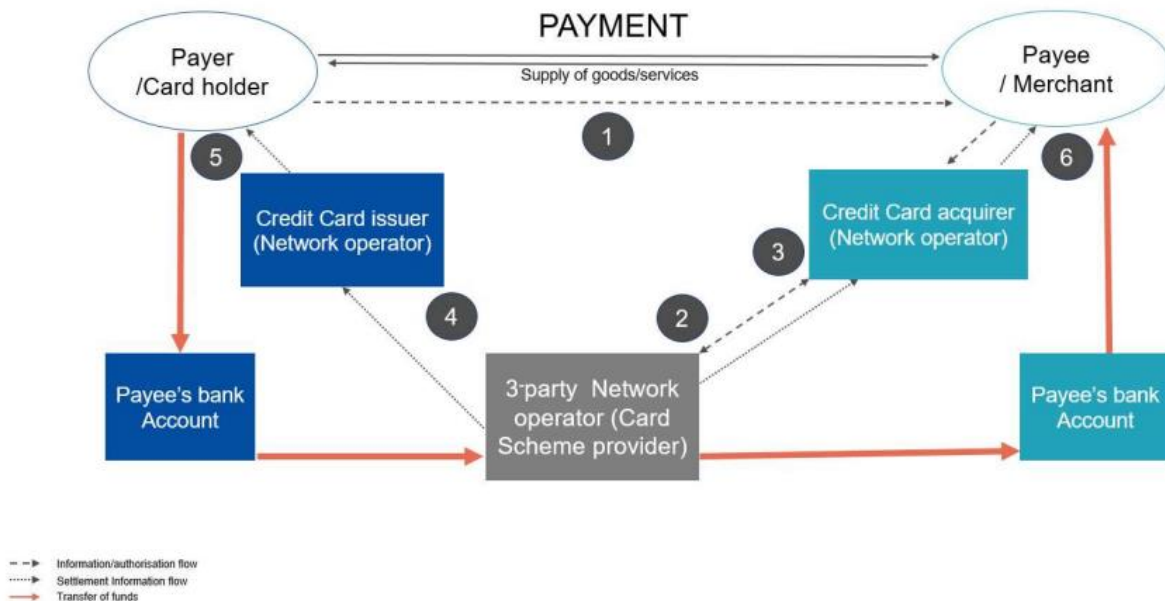 PAYMENT
Payer
/Card holder
Payee
/ Merchant
Supply of goods/services
1
5
6
Credit Card issuer
(Network operator)
Credit Card acquirer
(Network operator)
3
4
2
Payee's bank
Account
3-party Network
operator (Card
Scheme provider)
Payee's bank
Account
Information/authorisation flow
Settlement Information flow
Transfer of funds